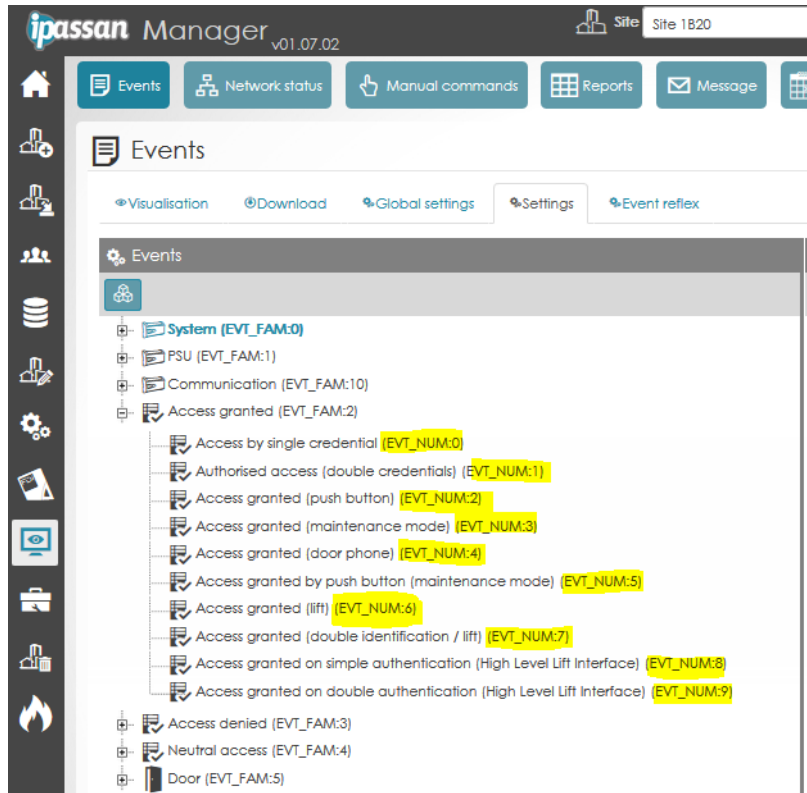 ipassan Manager v01.07.02
Site Site 1B20
Events Network status Manual commands Reports Message
Events
Visualisation Download Global settings Settings Event reflex
Events
System (EVT_FAM:0)
PSU (EVT_FAM:1)
Communication (EVT_FAM:10)
Access granted (EVT_FAM:2)
Access by single credential (EVT_NUM:0)
Authorised access (double credentials) (EVT_NUM:1)
Access granted (push button) (EVT_NUM:2)
Access granted (maintenance mode) (EVT_NUM:3)
Access granted (door phone) (EVT_NUM:4)
Access granted by push button (maintenance mode) (EVT_NUM:5)
Access granted (lift) (EVT_NUM:6)
Access granted (double identification / lift) (EVT_NUM:7)
Access granted on simple authentication (High Level Lift Interface) (EVT_NUM:8)
Access granted on double authentication (High Level Lift Interface) (EVT_NUM:9)
Access denied (EVT_FAM:3)
Neutral access (EVT_FAM:4)
Door (EVT_FAM:5)